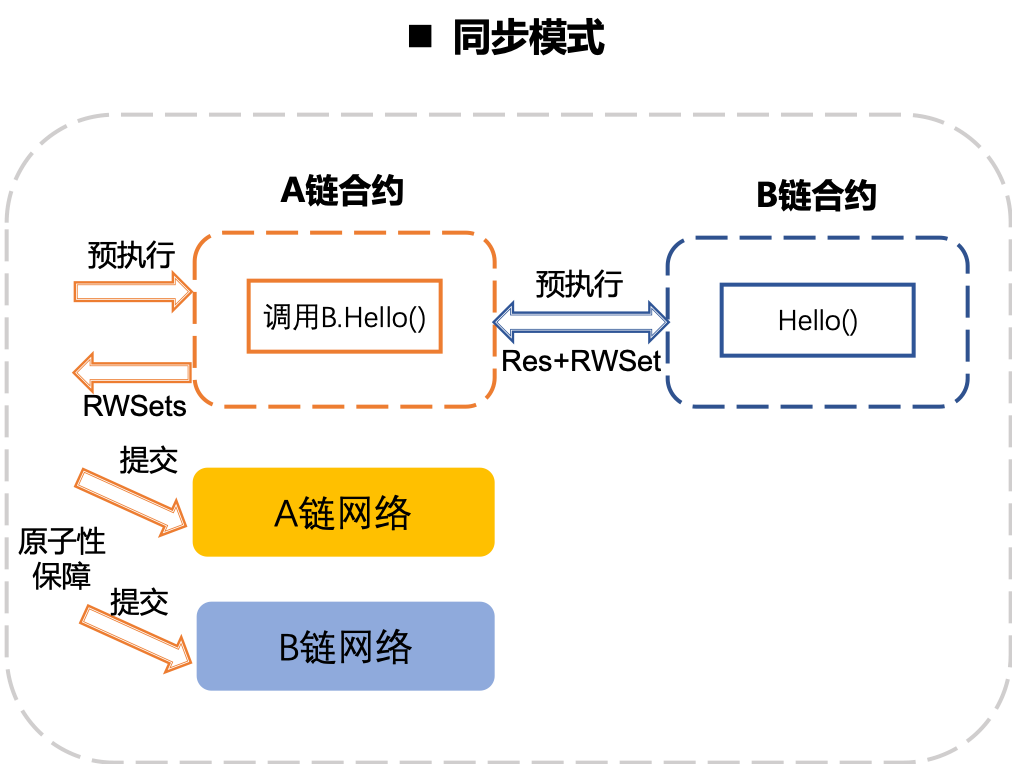 ■ 同步模式
A链合约
B链合约
预执行
调用B.Hello()
预执行
Hello()
Res+RWSet
RWSets
提交
A链网络
原子性
保障
提交
B链网络